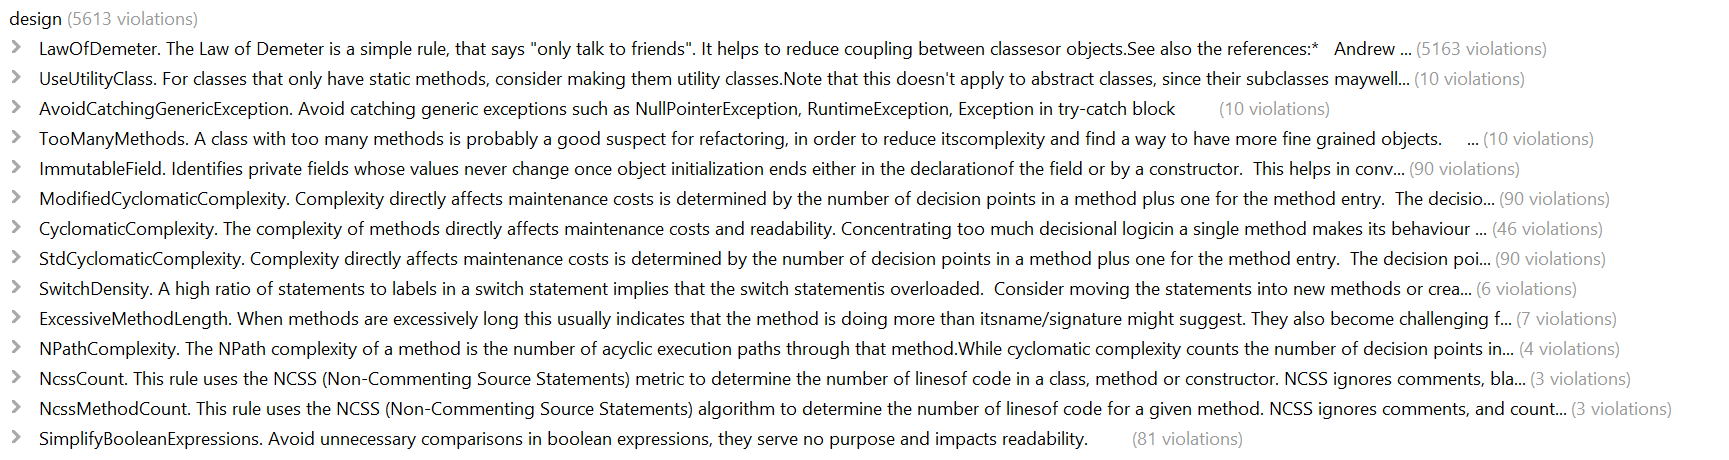 design (5613 violations)
LawOfDemeter. The Law of Demeter is a simple rule, that says "only talk to friends". It helps to reduce coupling between classesor objects.See also the references:* Andrew ... (5163 violations)
UseUtilityClass. For classes that only have static methods, consider making them utility classes.Note that this doesn't apply to abstract classes, since their subclasses maywell... (10 violations)
AvoidCatchingGenericException. Avoid catching generic exceptions such as NullPointerException, RuntimeException, Exception in try-catch block (10 violations)
TooManyMethods. A class with too many methods is probably a good suspect for refactoring, in order to reduce itscomplexity and find a way to have more fine grained objects. ... (10 violations)
ImmutableField. Identifies private fields whose values never change once object initialization ends either in the declarationof the field or by a constructor. This helps in conv... (90 violations)
ModifiedCyclomaticComplexity. Complexity directly affects maintenance costs is determined by the number of decision points in a method plus one for the method entry. The decisio... (90 violations)
CyclomaticComplexity. The complexity of methods directly affects maintenance costs and readability. Concentrating too much decisional logicin a single method makes its behaviour ... (46 violations)
StdCyclomaticComplexity. Complexity directly affects maintenance costs is determined by the number of decision points in a method plus one for the method entry. The decision poi... (90 violations)
SwitchDensity. A high ratio of statements to labels in a switch statement implies that the switch statementis overloaded. Consider moving the statements into new methods or crea... (6 violations)
ExcessiveMethodLength. When methods are excessively long this usually indicates that the method is doing more than itsname/signature might suggest. They also become challenging f... (7 violations)
NPathComplexity. The NPath complexity of a method is the number of acyclic execution paths through that method.While cyclomatic complexity counts the number of decision points in... (4 violations)
NcssCount. This rule uses the NCSS (Non-Commenting Source Statements) metric to determine the number of linesof code in a class, method or constructor. NCSS ignores comments, bla... (3 violations)
NcssMethodCount. This rule uses the NCSS (Non-Commenting Source Statements) algorithm to determine the number of linesof code for a given method. NCSS ignores comments, and count... (3 violations)
SimplifyBooleanExpressions. Avoid unnecessary comparisons in boolean expressions, they serve no purpose and impacts readability. (81 violations)